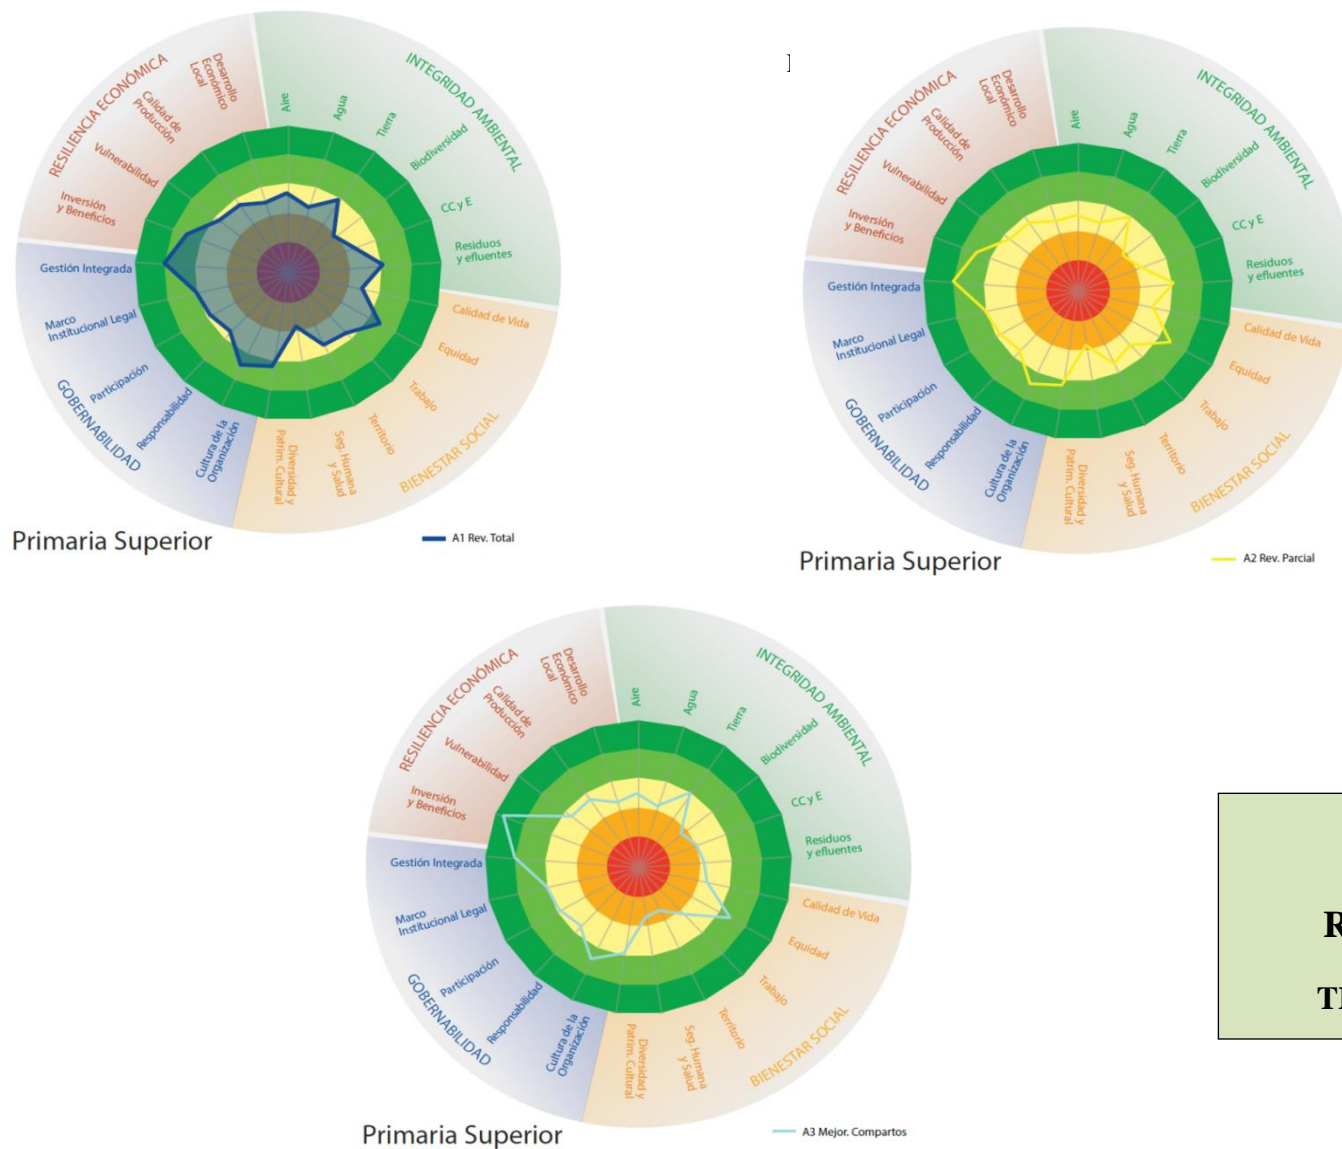 RESILIENCIA ECONÓMICA
Desarrollo
Económico
Local
Calidad de
Producción
Vulnerabilidad
Inversión
y Beneficios
INTEGRIDAD AMBIENTAL
Aire
Agua
Tierra
Biodiversidad
CC y E
Residuos
y efluentes
GOBERNABILIDAD
Gestión Integrada
Marco
Institucional Legal
Participación
Responsabilidad
Cultura de la
Organización
BIENESTAR SOCIAL
Calidad de Vida
Equidad
Trabajo
Territorio
Seg. Humana
y Salud
Diversidad y
Patrim. Cultural
Primaria Superior
A1 Rev. Total
RESILIENCIA ECONÓMICA
Desarrollo
Económico
Local
Calidad de
Producción
Vulnerabilidad
Inversión
y Beneficios
INTEGRIDAD AMBIENTAL
Aire
Agua
Tierra
Biodiversidad
CC y E
Residuos
y efluentes
GOBERNABILIDAD
Gestión Integrada
Marco
Institucional Legal
Participación
Responsabilidad
Cultura de la
Organización
BIENESTAR SOCIAL
Calidad de Vida
Equidad
Trabajo
Territorio
Seg. Humana
y Salud
Diversidad y
Patrim. Cultural
Primaria Superior
A2 Rev. Parcial
RESILIENCIA ECONÓMICA
Desarrollo
Económico
Local
Calidad de
Producción
Vulnerabilidad
Inversión
y Beneficios
INTEGRIDAD AMBIENTAL
Aire
Agua
Tierra
Biodiversidad
CC y E
Residuos
y efluentes
GOBERNABILIDAD
Gestión Integrada
Marco
Institucional Legal
Participación
Responsabilidad
Cultura de la
Organización
BIENESTAR SOCIAL
Calidad de Vida
Equidad
Trabajo
Territorio
Seg. Humana
y Salud
Diversidad y
Patrim. Cultural
Primaria Superior
A3 Mejor. Compartos